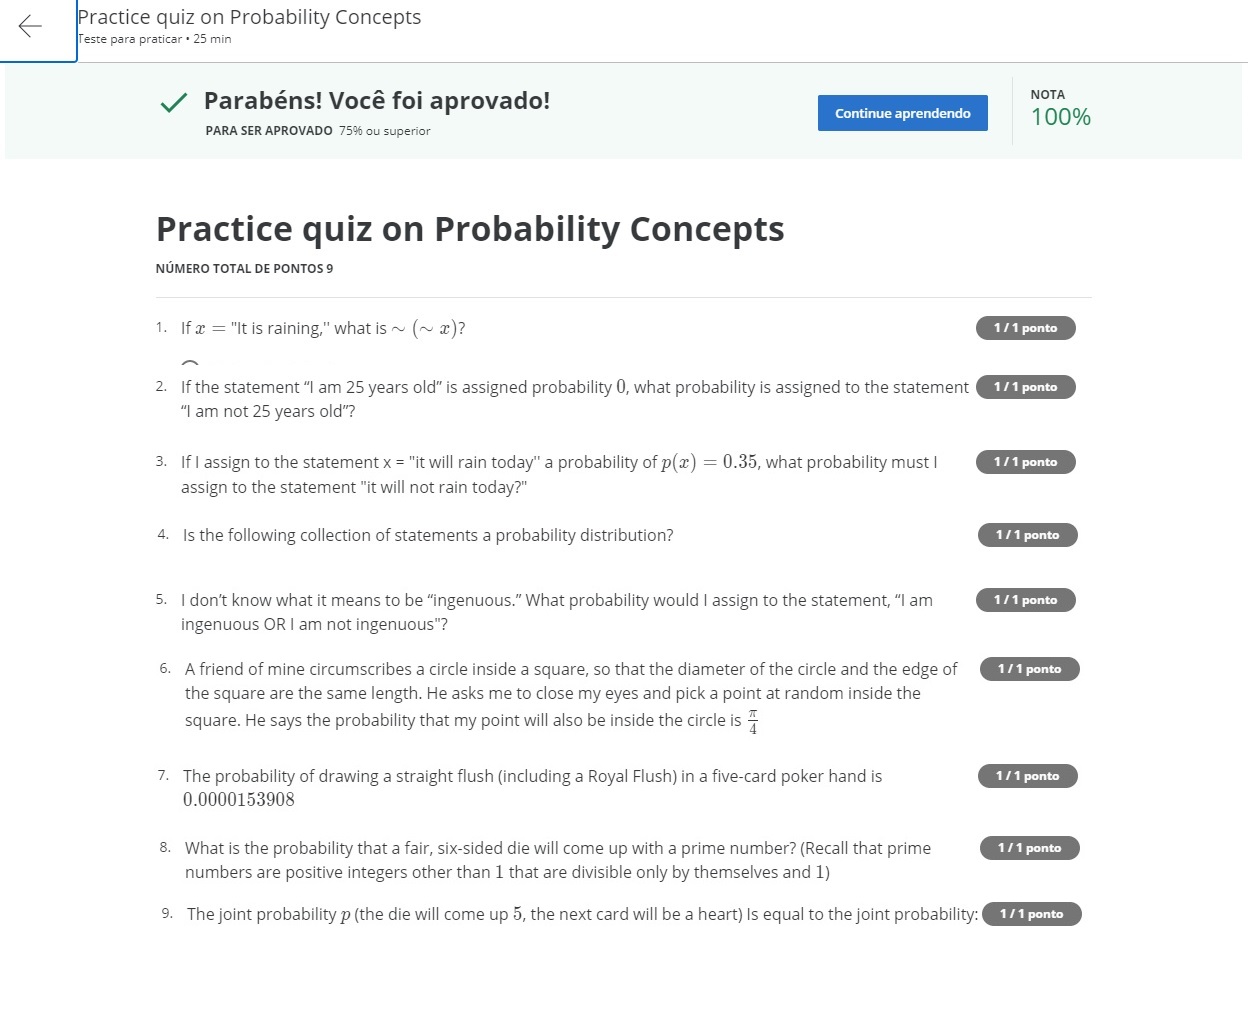 Practice quiz on Probability Concepts
Teste para praticar • 25 min
Parabéns! Você foi aprovado!
PARA SER APROVADO 75% ou superior
Continue aprendendo
NOTA
100%
Practice quiz on Probability Concepts
NÚMERO TOTAL DE PONTOS 9
1. If x = "It is raining,'' what is ∼ (∼ x)?
1 / 1 ponto
2. If the statement “I am 25 years old” is assigned probability 0, what probability is assigned to the statement
“I am not 25 years old”?
1 / 1 ponto
3. If I assign to the statement x = "it will rain today'' a probability of p(x) = 0.35, what probability must I
assign to the statement "it will not rain today?"
1 / 1 ponto
4. Is the following collection of statements a probability distribution?
1 / 1 ponto
5. I don’t know what it means to be “ingenuous.” What probability would I assign to the statement, “I am
ingenuous OR I am not ingenuous"?
1 / 1 ponto
6. A friend of mine circumscribes a circle inside a square, so that the diameter of the circle and the edge of
the square are the same length. He asks me to close my eyes and pick a point at random inside the
square. He says the probability that my point will also be inside the circle is π/4
1 / 1 ponto
7. The probability of drawing a straight flush (including a Royal Flush) in a five-card poker hand is
0.0000153908
1 / 1 ponto
8. What is the probability that a fair, six-sided die will come up with a prime number? (Recall that prime
numbers are positive integers other than 1 that are divisible only by themselves and 1)
1 / 1 ponto
9. The joint probability p (the die will come up 5, the next card will be a heart) Is equal to the joint probability:
1 / 1 ponto